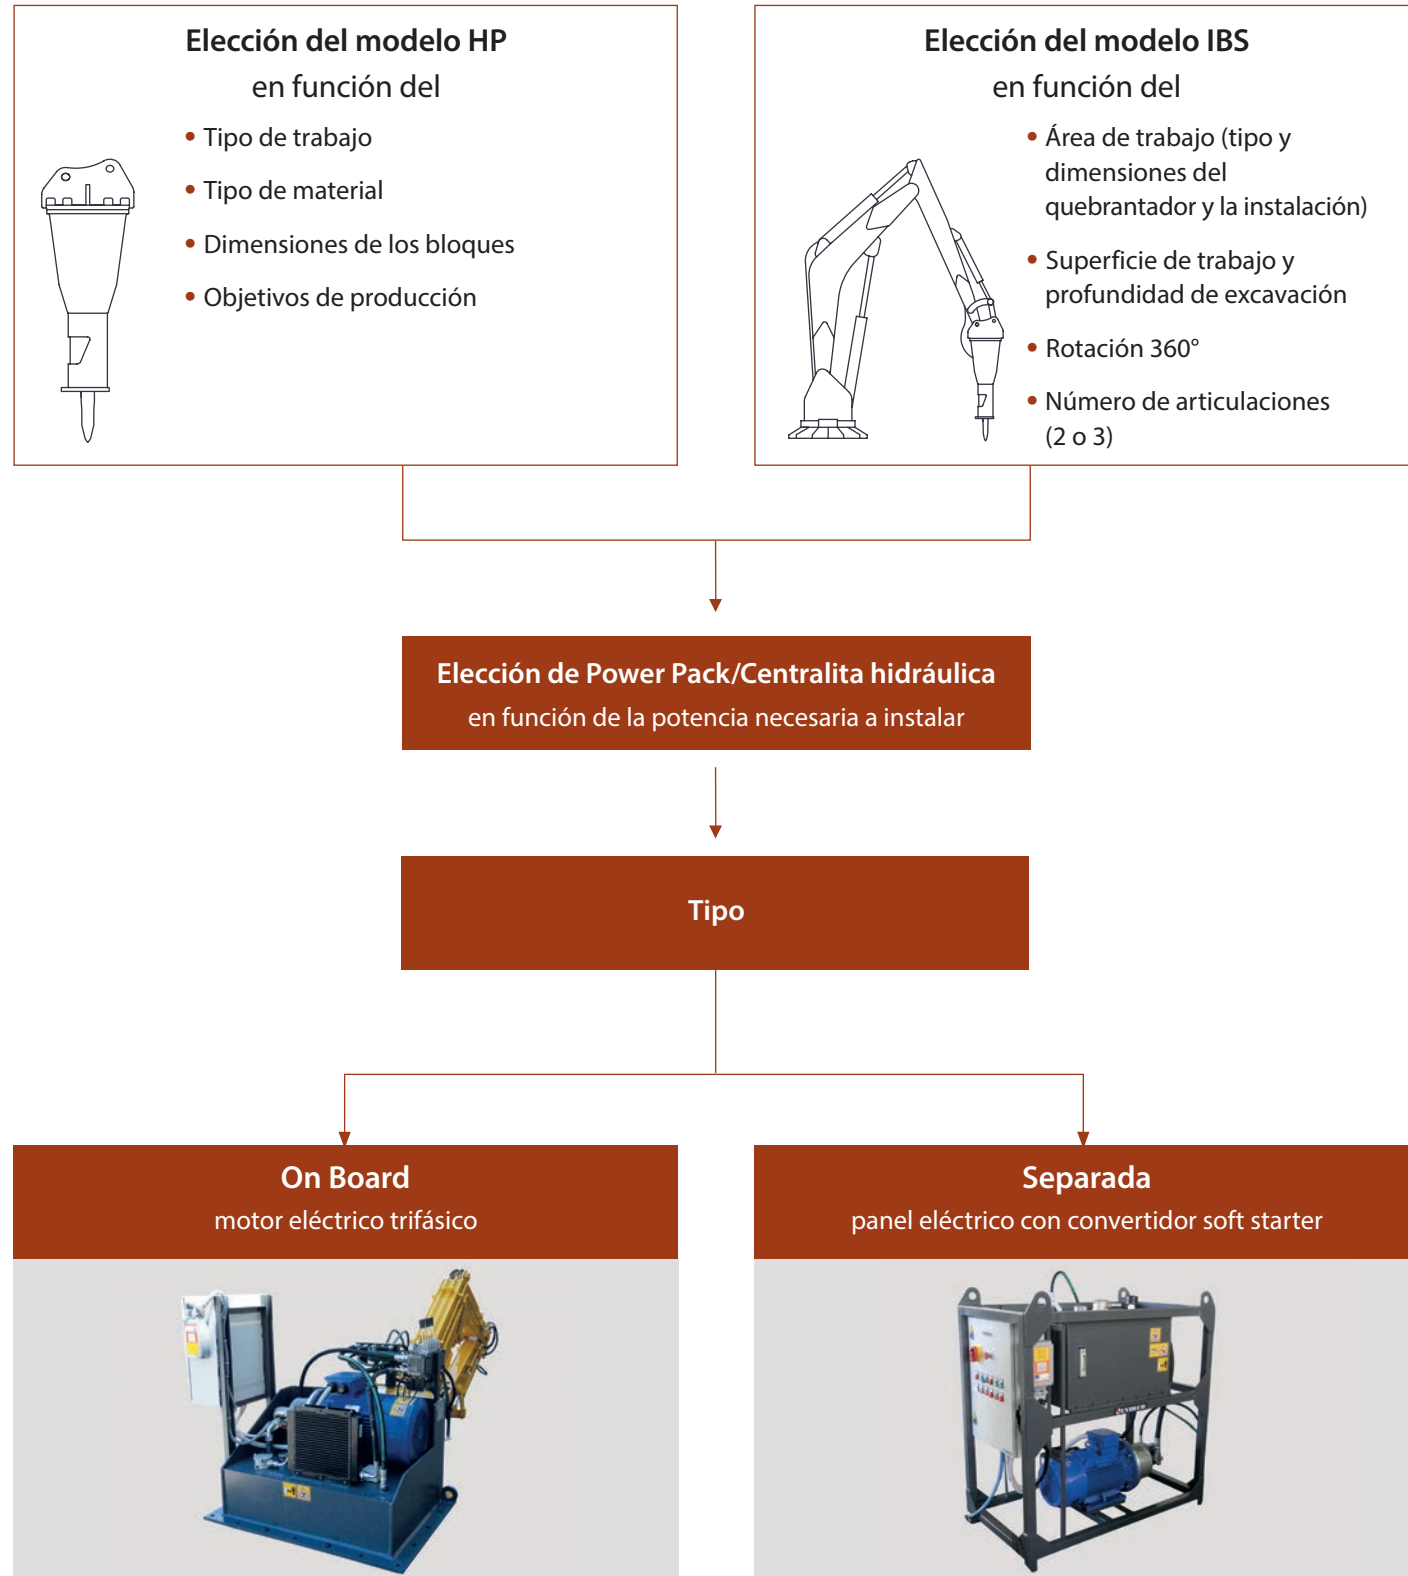 Elección del modelo HP
en función del
• Tipo de trabajo
• Tipo de material
• Dimensiones de los bloques
• Objetivos de producción
Elección del modelo IBS
en función del
• Área de trabajo (tipo y
dimensiones del
quebrantador y la instalación)
• Superficie de trabajo y
profundidad de excavación
• Rotación 360°
• Número de articulaciones
(2 o 3)
Elección de Power Pack/Centralita hidráulica
en función de la potencia necesaria a instalar
Tipo
On Board
motor eléctrico trifásico
Separada
panel eléctrico con convertidor soft starter